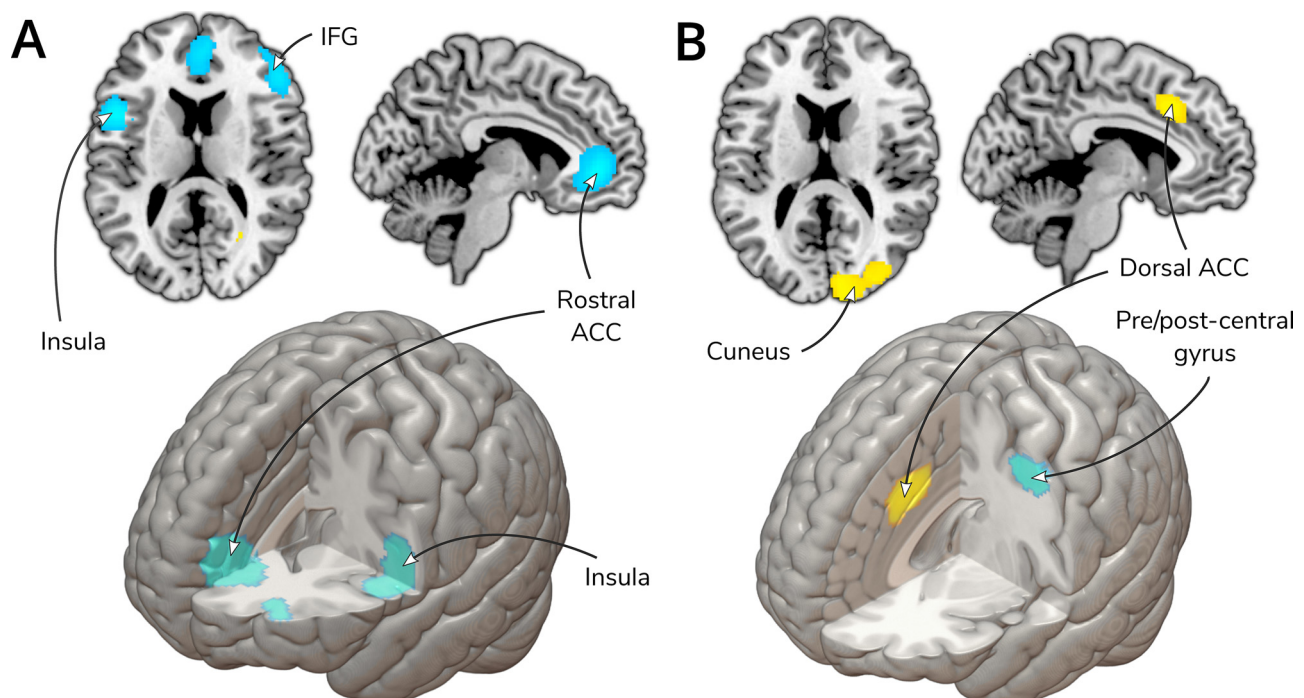 A
IFG
Insula
Rostral
ACC
Insula
B
Dorsal ACC
Cuneus
Pre/post-central
gyrus